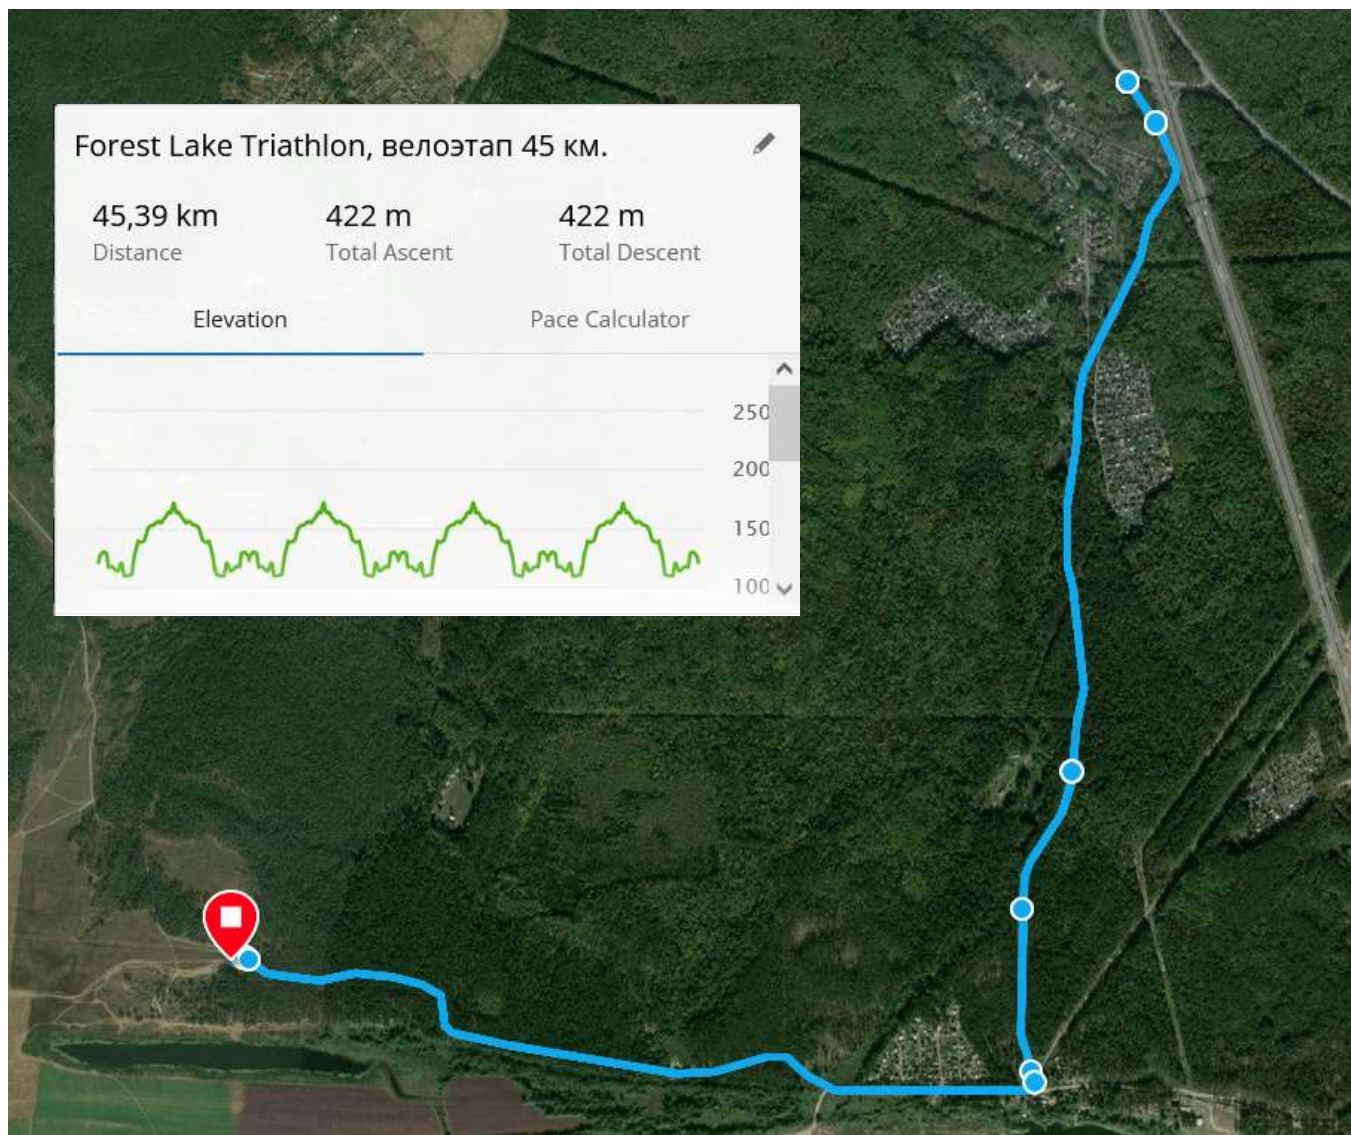 Forest Lake Triathlon, велоэтап 45 км.
45,39 km 422 m 422 m
Distance Total Ascent Total Descent
Elevation Pace Calculator
250
200
150
100